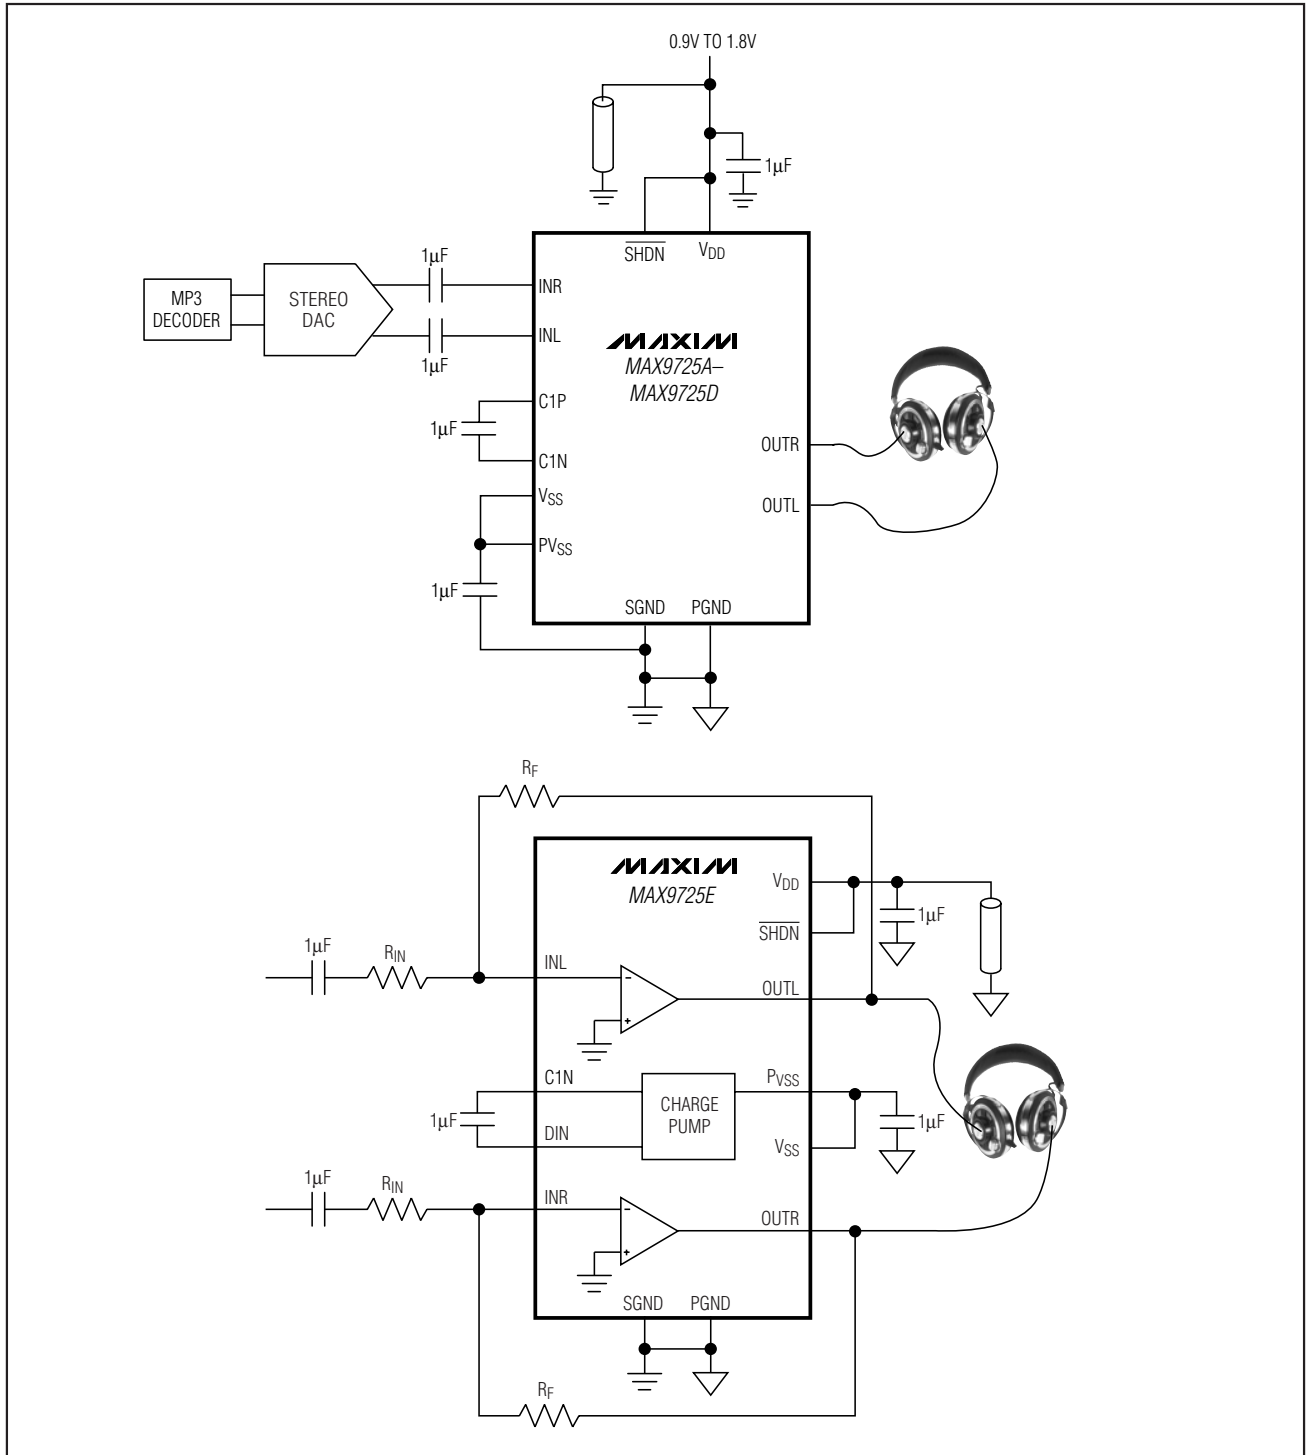 0.9V TO 1.8V
1µF
SHDN
VDD
1µF
MP3
DECODER
STEREO
DAC
INR
INL
1µF
MAXIM
MAX9725A–
MAX9725D
C1P
1µF
C1N
OUTR
VSS
OUTL
PVSS
1µF
SGND
PGND
RF
MAXIM
MAX9725E
VDD
1µF
SHDN
1µF
RIN
INL
OUTL
C1N
PVSS
1µF
CHARGE
PUMP
1µF
DIN
VSS
1µF
RIN
INR
OUTR
SGND
PGND
RF